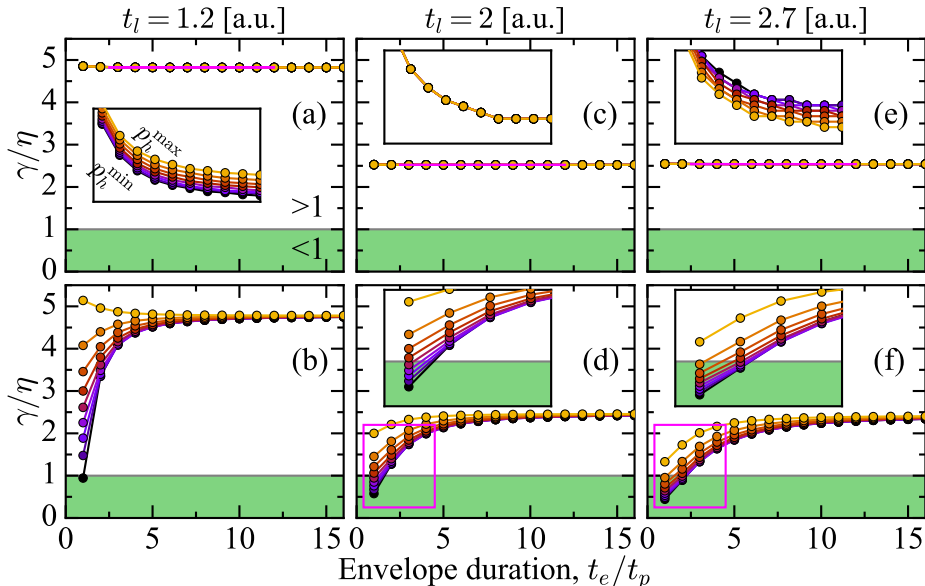 t_l = 1.2 [a.u.]
t_l = 2 [a.u.]
t_l = 2.7 [a.u.]
γ/η
5
4
3
2
1
0
(a)
p_h^max
p_h^min
>1
<1
(c)
(e)
γ/η
5
4
3
2
1
0
(b)
(d)
(f)
0 5 10 15
0 5 10 15
0 5 10 15
Envelope duration, t_e/t_p